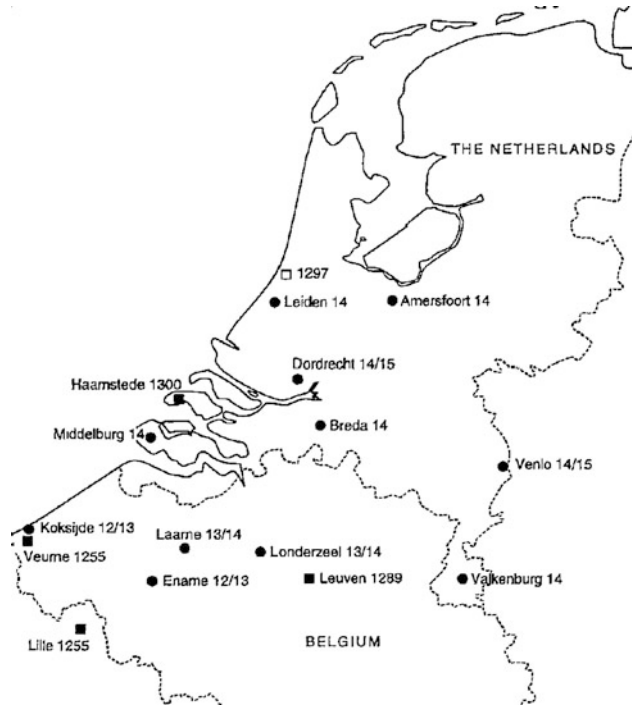 THE NETHERLANDS
1297
Leiden 14
Amersfoort 14
Dordrecht 14/15
Haamstede 1300
Breda 14
Middelburg 14
Venlo 14/15
Koksijde 12/13
Laarne 13/14
Londerzeel 13/14
Veurne 1255
Ename 12/13
Leuven 1289
Valkenburg 14
Lille 1255
BELGIUM